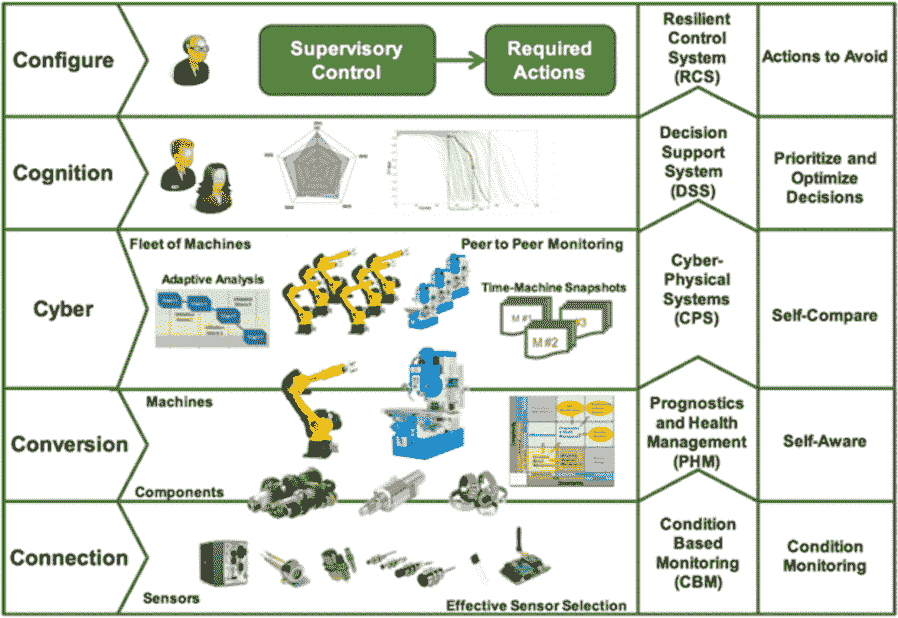 Configure
Supervisory
Control
Required
Actions
Resilient
Control
System
(RCS)
Actions to Avoid
Cognition
Decision
Support
System
(DSS)
Prioritize and
Optimize
Decisions
Cyber
Fleet of Machines
Peer to Peer Monitoring
Adaptive Analysis
Time-Machine Snapshots
M #1
M #2
#3
Cyber-
Physical
Systems
(CPS)
Self-Compare
Conversion
Machines
Components
Prognostics
and Health
Management
(PHM)
Self-Aware
Connection
Sensors
Effective Sensor Selection
Condition
Based
Monitoring
(CBM)
Condition
Monitoring